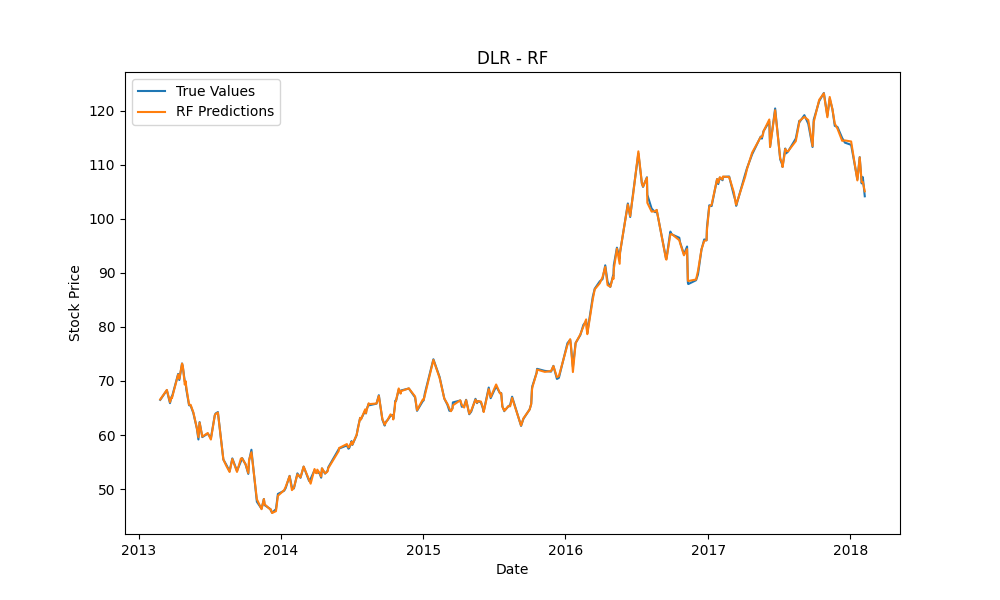 DLR - RF
True Values
RF Predictions
Stock Price
120
110
100
90
80
70
60
50
2013
2014
2015
2016
2017
2018
Date